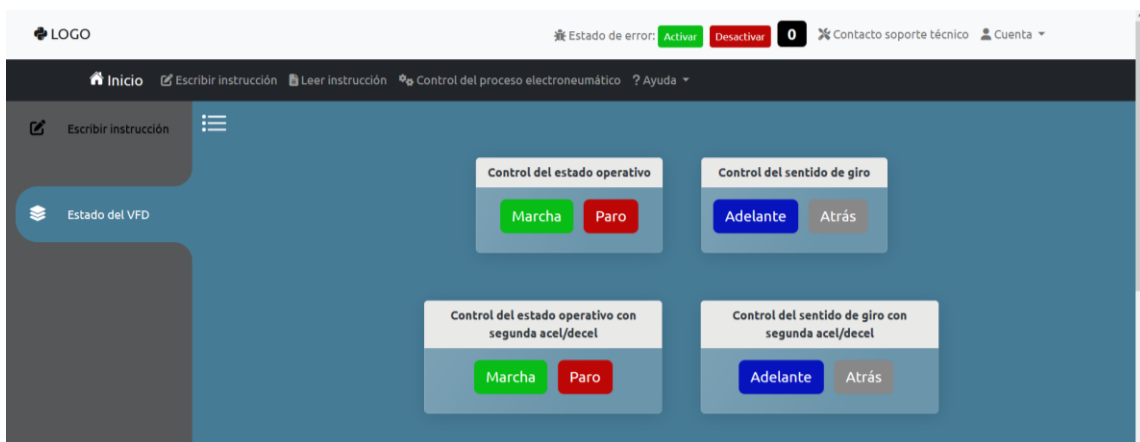 LOGO
Estado de error: Activar Desactivar 0 Contacto soporte técnico Cuenta
Inicio Escribir instrucción Leer instrucción Control del proceso electroneumático ? Ayuda
Escribir instrucción
Estado del VFD
Control del estado operativo
Marcha Paro
Control del sentido de giro
Adelante Atrás
Control del estado operativo con
segunda acel/decel
Marcha Paro
Control del sentido de giro con
segunda acel/decel
Adelante Atrás